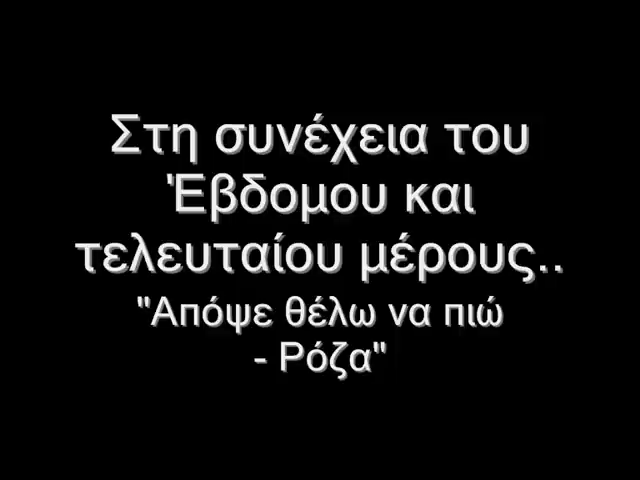 Στη συνέχεια του
Έβδομου και
τελευταίου μέρους..
"Απόψε θέλω να πιώ
- Ρόζα"